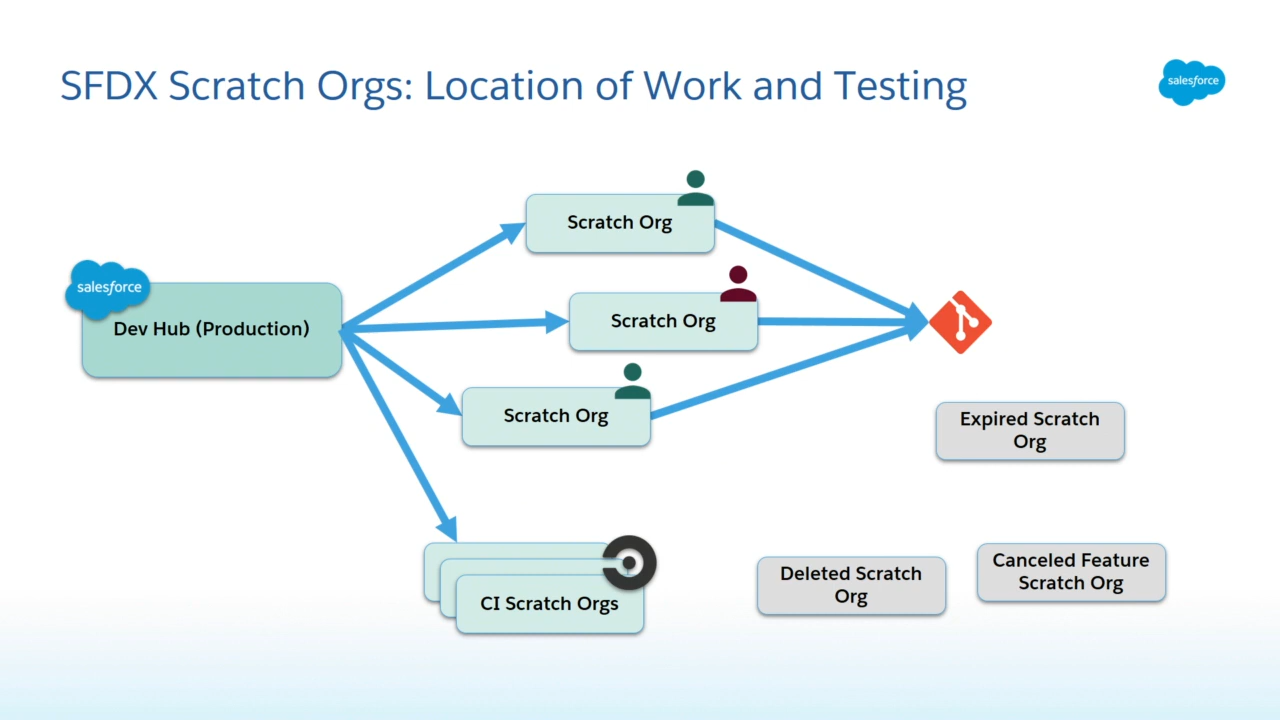 SFDX Scratch Orgs: Location of Work and Testing
salesforce
Scratch Org
salesforce
Dev Hub (Production)
Scratch Org
Scratch Org
Expired Scratch
Org
CI Scratch Orgs
Deleted Scratch
Org
Canceled Feature
Scratch Org